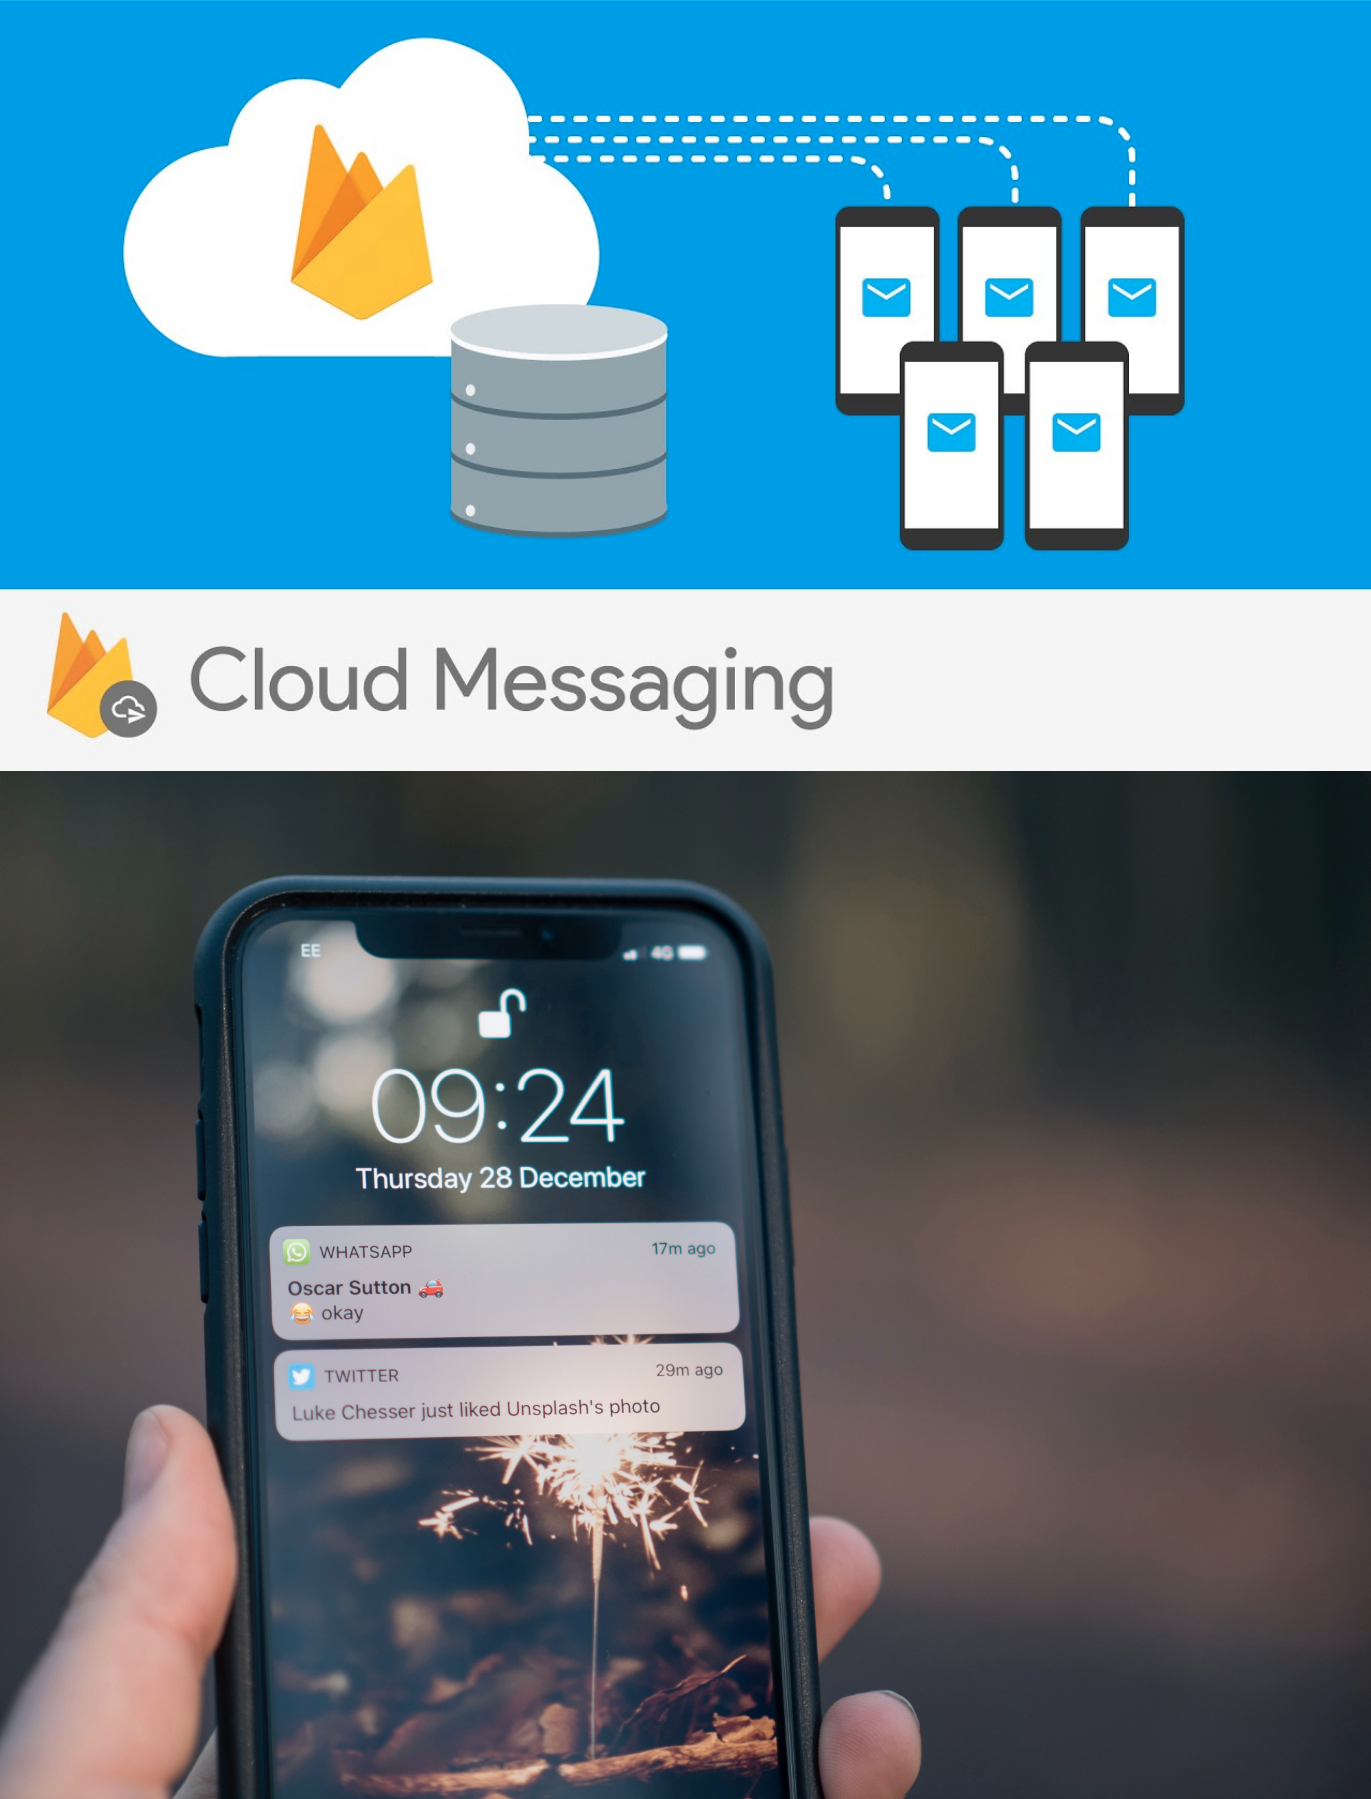 Cloud Messaging
EE
4G
09:24
Thursday 28 December
WHATSAPP
17m ago
Oscar Sutton 🚗
😂 okay
TWITTER
29m ago
Luke Chesser just liked Unsplash's photo